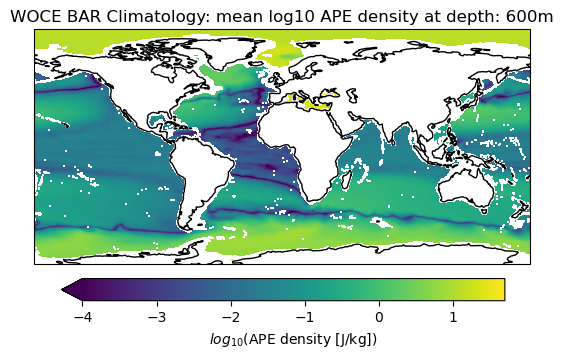 WOCE BAR Climatology: mean log10 APE density at depth: 600m
−4 −3 −2 −1 0 1
log10(APE density [J/kg])